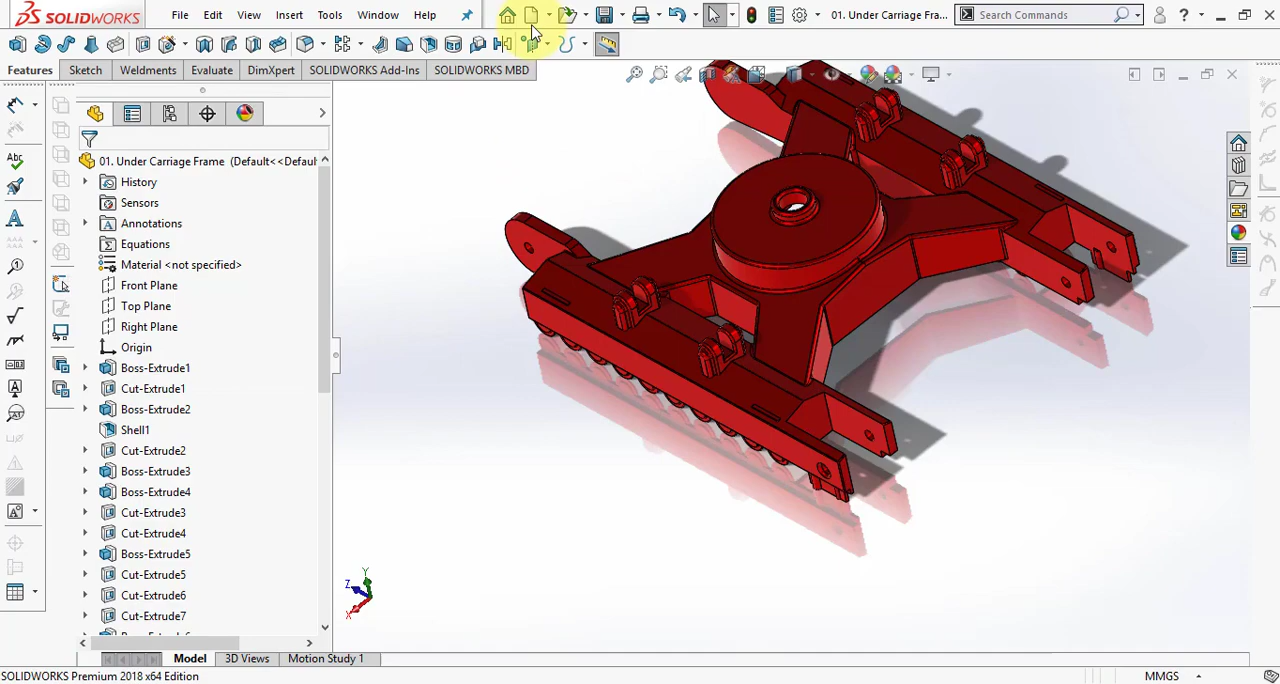 SOLIDWORKS File Edit View Insert Tools Window Help 01. Under Carriage Fra... Search Commands ?
Features Sketch Weldments Evaluate DimXpert SOLIDWORKS Add-Ins SOLIDWORKS MBD
01. Under Carriage Frame (Default<<Defau
History
Sensors
Annotations
Equations
Material <not specified>
Front Plane
Top Plane
Right Plane
Origin
Boss-Extrude1
Cut-Extrude1
Boss-Extrude2
Shell1
Cut-Extrude2
Boss-Extrude3
Boss-Extrude4
Cut-Extrude3
Cut-Extrude4
Boss-Extrude5
Cut-Extrude5
Cut-Extrude6
Cut-Extrude7
Y
Z
X
Model 3D Views Motion Study 1
SOLIDWORKS Premium 2018 x64 Edition MMGS